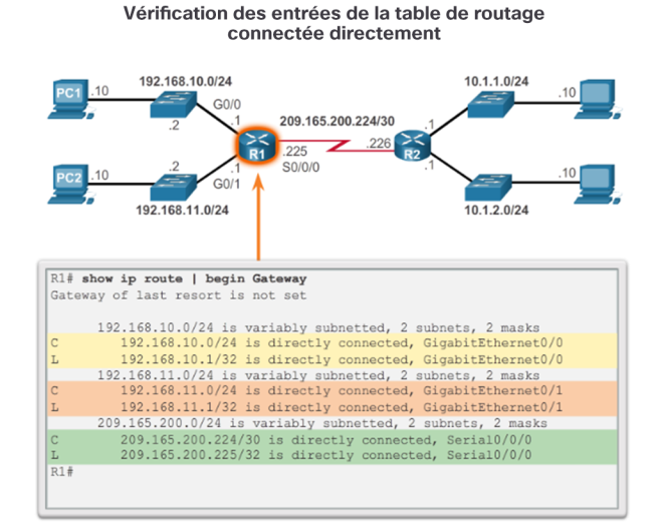 Vérification des entrées de la table de routage
connectée directement
192.168.10.0/24
10.1.1.0/24
PC1
.10
G0/0
.10
.2
.1
209.165.200.224/30
.1
R1
.225
.226
R2
S0/0/0
PC2
.10
.2
.1
G0/1
.1
.10
192.168.11.0/24
10.1.2.0/24
R1# show ip route | begin Gateway
Gateway of last resort is not set
192.168.10.0/24 is variably subnetted, 2 subnets, 2 masks
C 192.168.10.0/24 is directly connected, GigabitEthernet0/0
L 192.168.10.1/32 is directly connected, GigabitEthernet0/0
192.168.11.0/24 is variably subnetted, 2 subnets, 2 masks
C 192.168.11.0/24 is directly connected, GigabitEthernet0/1
L 192.168.11.1/32 is directly connected, GigabitEthernet0/1
209.165.200.0/24 is variably subnetted, 2 subnets, 2 masks
C 209.165.200.224/30 is directly connected, Serial0/0/0
L 209.165.200.225/32 is directly connected, Serial0/0/0
R1#